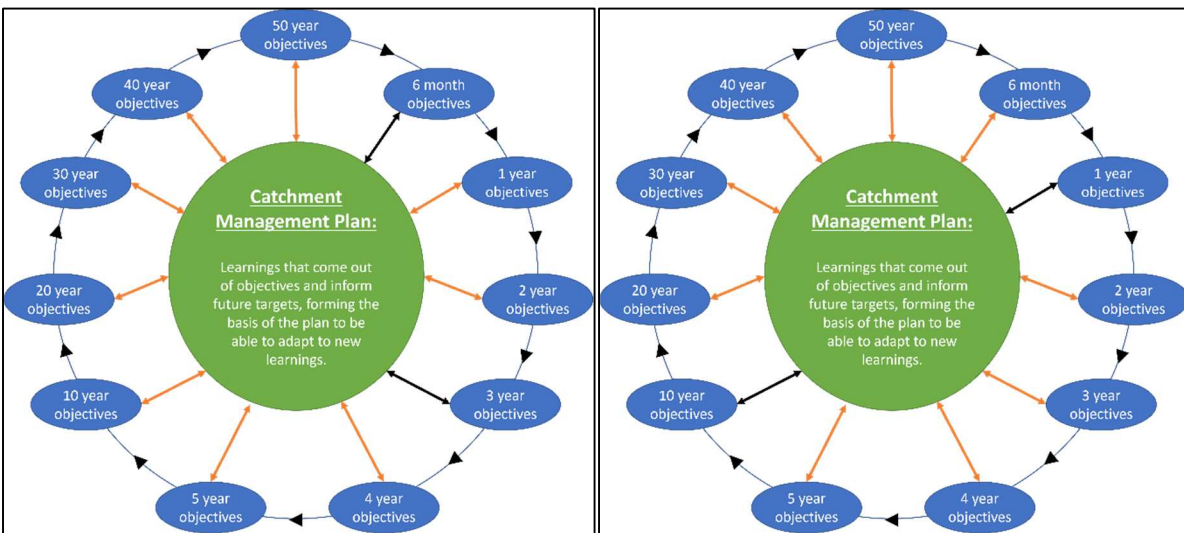 50 year
objectives
6 month
objectives
1 year
objectives
2 year
objectives
3 year
objectives
4 year
objectives
5 year
objectives
10 year
objectives
20 year
objectives
30 year
objectives
40 year
objectives
Catchment
Management Plan:
Learnings that come out
of objectives and inform
future targets, forming the
basis of the plan to be
able to adapt to new
learnings.
50 year
objectives
6 month
objectives
1 year
objectives
2 year
objectives
3 year
objectives
4 year
objectives
5 year
objectives
10 year
objectives
20 year
objectives
30 year
objectives
40 year
objectives
Catchment
Management Plan:
Learnings that come out
of objectives and inform
future targets, forming the
basis of the plan to be
able to adapt to new
learnings.